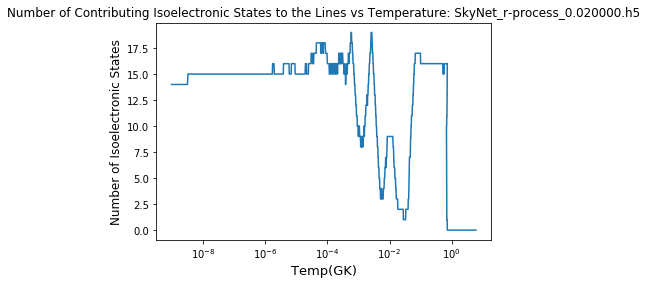 Number of Contributing Isoelectronic States to the Lines vs Temperature: SkyNet_r-process_0.020000.h5
Number of Isoelectronic States
17.5
15.0
12.5
10.0
7.5
5.0
2.5
0.0
10⁻⁸ 10⁻⁶ 10⁻⁴ 10⁻² 10⁰
Temp(GK)